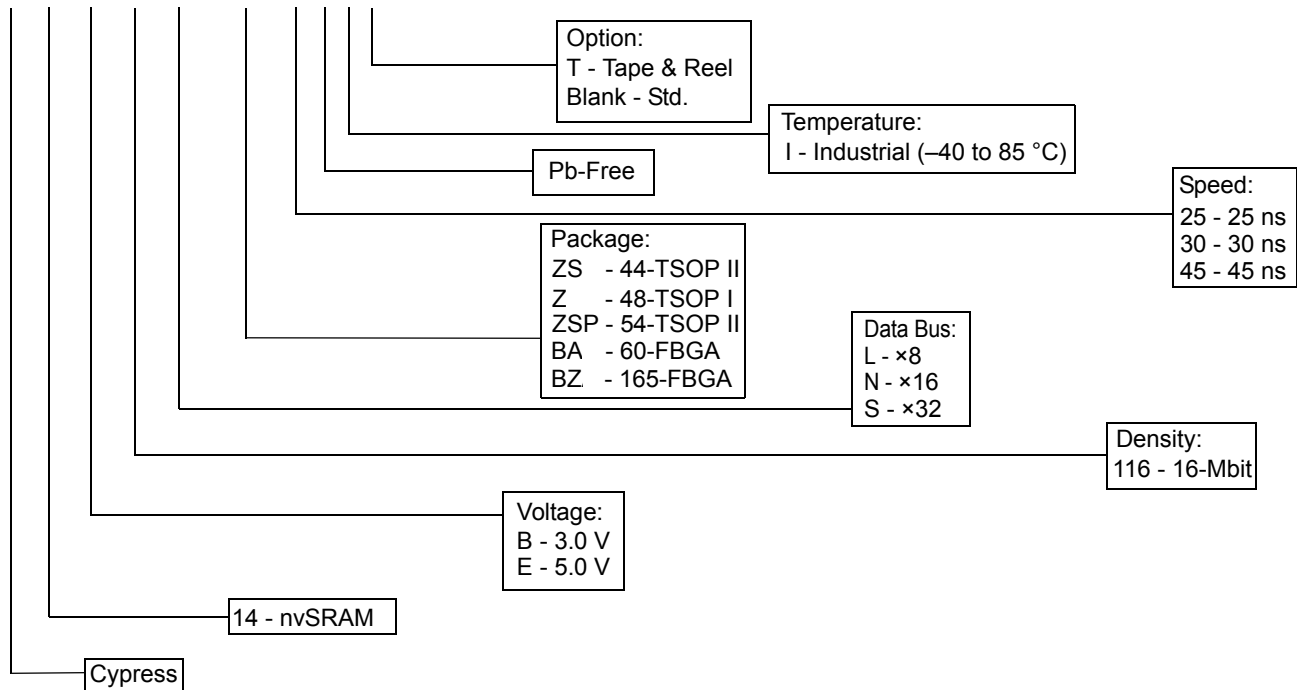 Option:
T - Tape & Reel
Blank - Std.
Temperature:
I - Industrial (–40 to 85 °C)
Pb-Free
Speed:
25 - 25 ns
30 - 30 ns
45 - 45 ns
Package:
ZS - 44-TSOP II
Z - 48-TSOP I
ZSP - 54-TSOP II
BA - 60-FBGA
BZ - 165-FBGA
Data Bus:
L - ×8
N - ×16
S - ×32
Density:
116 - 16-Mbit
Voltage:
B - 3.0 V
E - 5.0 V
14 - nvSRAM
Cypress